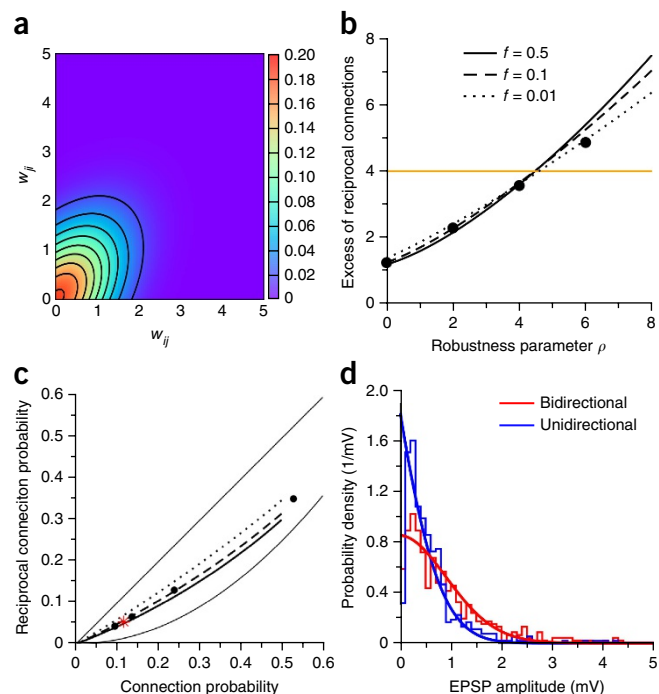 a
5
4
3
2
1
0
w_ji
0 1 2 3 4 5
w_ij
0.20
0.18
0.16
0.14
0.12
0.10
0.08
0.06
0.04
0.02
0
b
f = 0.5
f = 0.1
f = 0.01
8
6
4
2
0
Excess of reciprocal connections
0 2 4 6 8
Robustness parameter ρ
c
0.6
0.5
0.4
0.3
0.2
0.1
0
Reciprocal conneciton probability
0 0.1 0.2 0.3 0.4 0.5 0.6
Connection probability
d
Bidirectional
Unidirectional
2.0
1.6
1.2
0.8
0.4
0
Probability density (1/mV)
0 1 2 3 4 5
EPSP amplitude (mV)